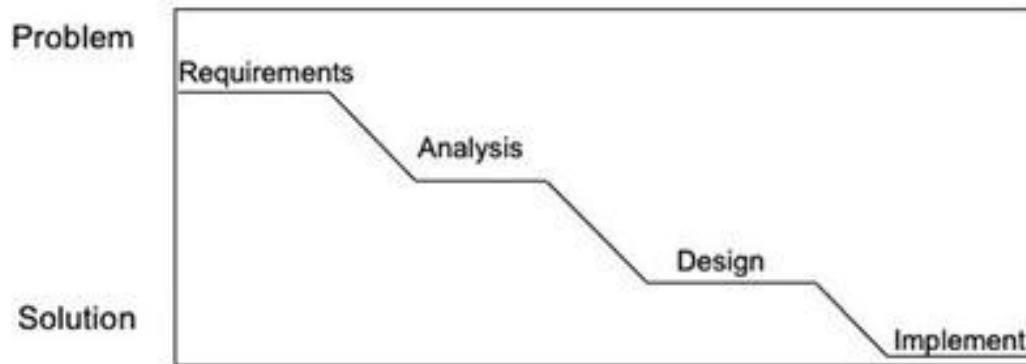 Problem
Requirements
Analysis
Design
Solution
Implement